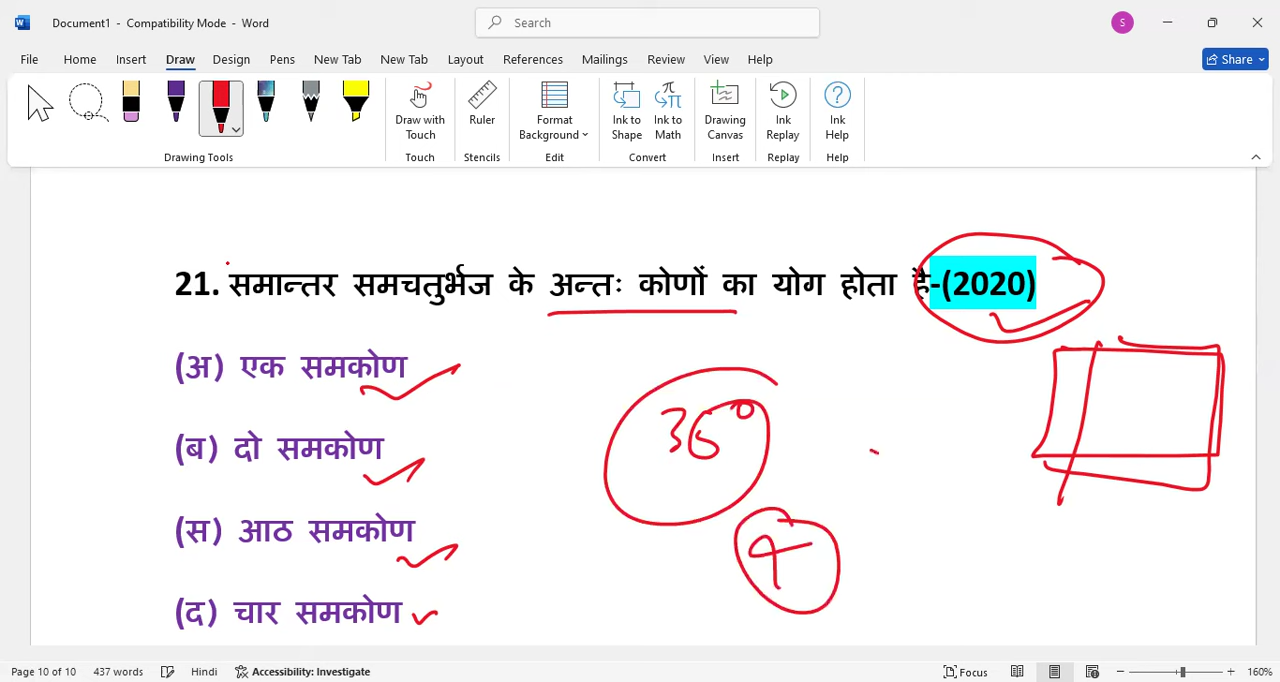 Document1 - Compatibility Mode - Word
Search
S
File Home Insert Draw Design Pens New Tab New Tab Layout References Mailings Review View Help
Share
Draw with Touch
Ruler
Format Background
Ink to Shape
Ink to Math
Drawing Canvas
Ink Replay
Ink Help
Drawing Tools Touch Stencils Edit Convert Insert Replay Help
21. समान्तर समचतुर्भज के अन्तः कोणों का योग होता है-(2020)
(अ) एक समकोण
(ब) दो समकोण
(स) आठ समकोण
(द) चार समकोण
Page 10 of 10 437 words Hindi Accessibility: Investigate Focus 160%